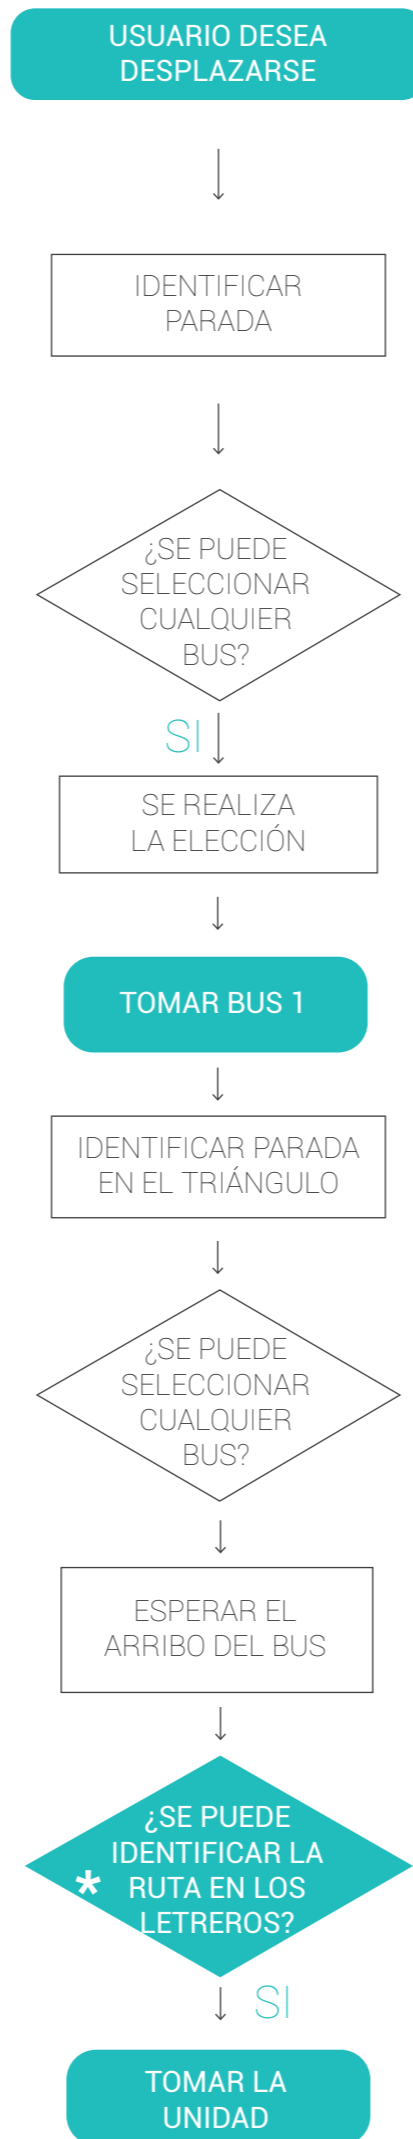 USUARIO DESEA
DESPLAZARSE
IDENTIFICAR
PARADA
¿SE PUEDE
SELECCIONAR
CUALQUIER
BUS?
SI
SE REALIZA
LA ELECCIÓN
TOMAR BUS 1
IDENTIFICAR PARADA
EN EL TRIÁNGULO
¿SE PUEDE
SELECCIONAR
CUALQUIER
BUS?
ESPERAR EL
ARRIBO DEL BUS
¿SE PUEDE
IDENTIFICAR LA
* RUTA EN LOS
LETREROS?
SI
TOMAR LA
UNIDAD